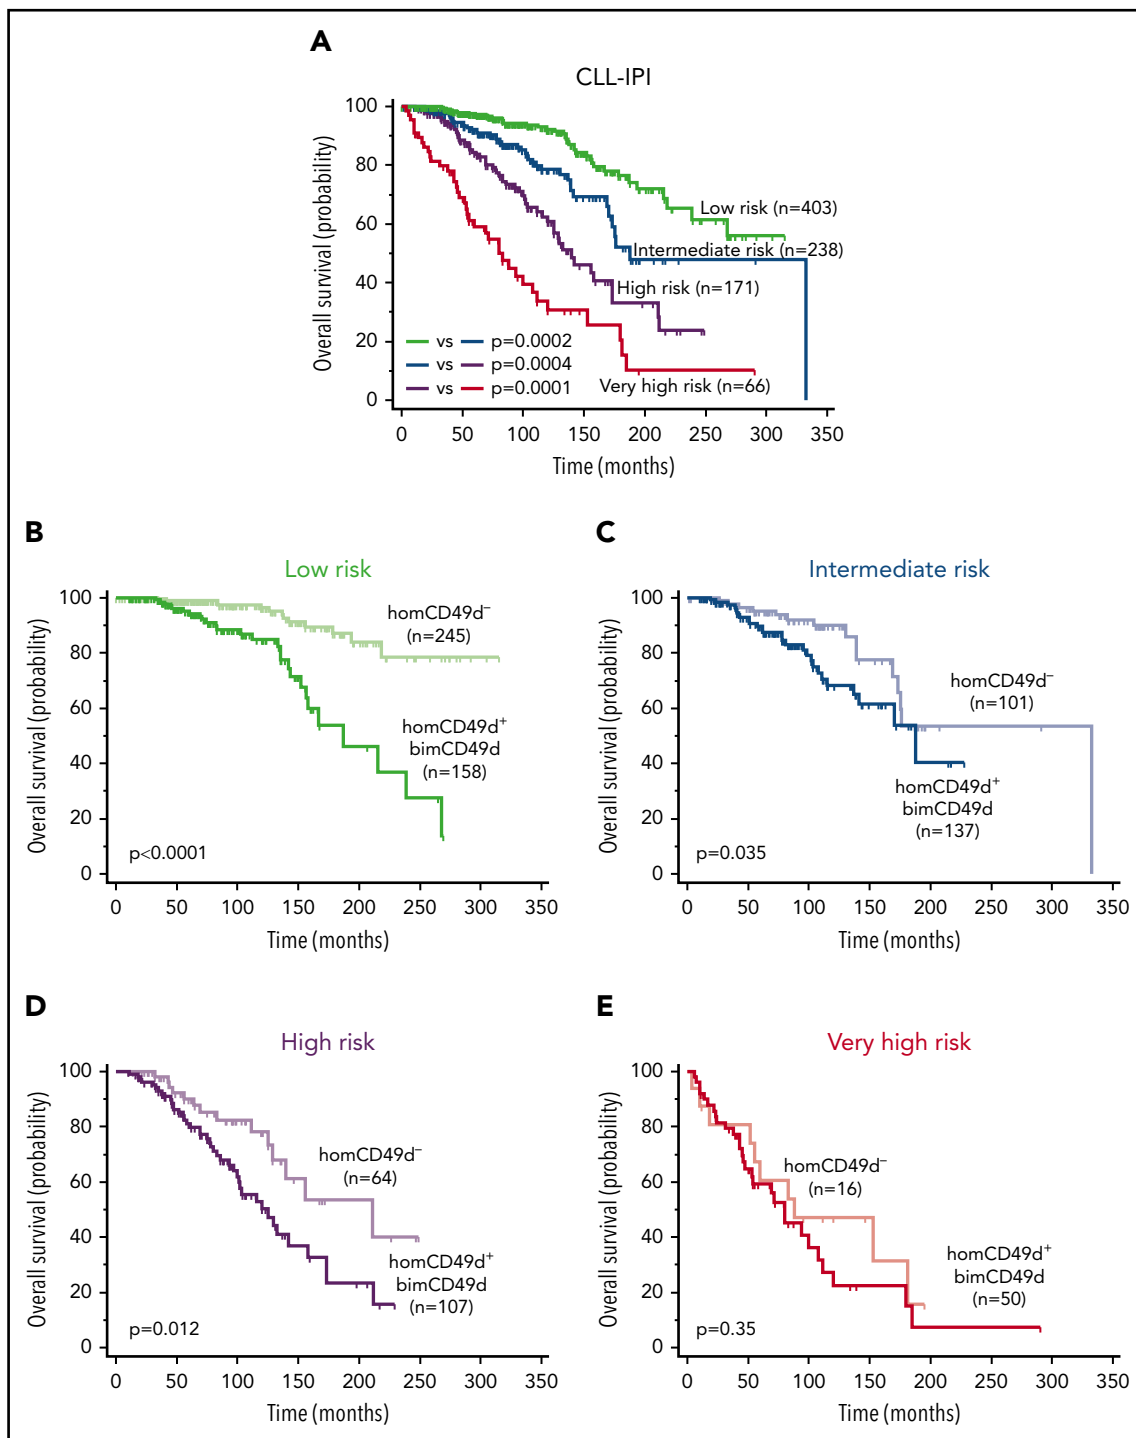 A
CLL-IPI
Overall survival (probability)
100
80
60
40
20
0
Low risk (n=403)
Intermediate risk (n=238)
High risk (n=171)
Very high risk (n=66)
vs p=0.0002
vs p=0.0004
vs p=0.0001
0 50 100 150 200 250 300 350
Time (months)
B
Low risk
Overall survival (probability)
100
80
60
40
20
0
homCD49d⁻
(n=245)
homCD49d⁺
bimCD49d
(n=158)
p<0.0001
0 50 100 150 200 250 300 350
Time (months)
C
Intermediate risk
Overall survival (probability)
100
80
60
40
20
0
homCD49d⁻
(n=101)
homCD49d⁺
bimCD49d
(n=137)
p=0.035
0 50 100 150 200 250 300 350
Time (months)
D
High risk
Overall survival (probability)
100
80
60
40
20
0
homCD49d⁻
(n=64)
homCD49d⁺
bimCD49d
(n=107)
p=0.012
0 50 100 150 200 250 300 350
Time (months)
E
Very high risk
Overall survival (probability)
100
80
60
40
20
0
homCD49d⁻
(n=16)
homCD49d⁺
bimCD49d
(n=50)
p=0.35
0 50 100 150 200 250 300 350
Time (months)